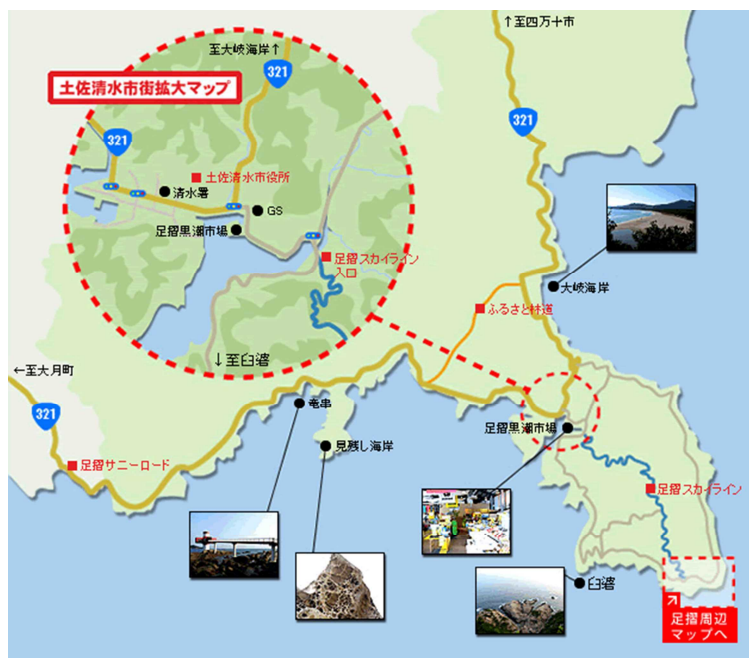 ↑至四万十市
至大岐海岸↑
321
土佐清水市街拡大マップ
321
321
土佐清水市役所
清水署
GS
足摺黒潮市場
足摺スカイライン
入口
大岐海岸
ふるさと林道
↓至臼碆
←至大月町
321
竜串
足摺黒潮市場
見残し海岸
足摺サニーロード
足摺スカイライン
臼碆
足摺周辺
マップへ